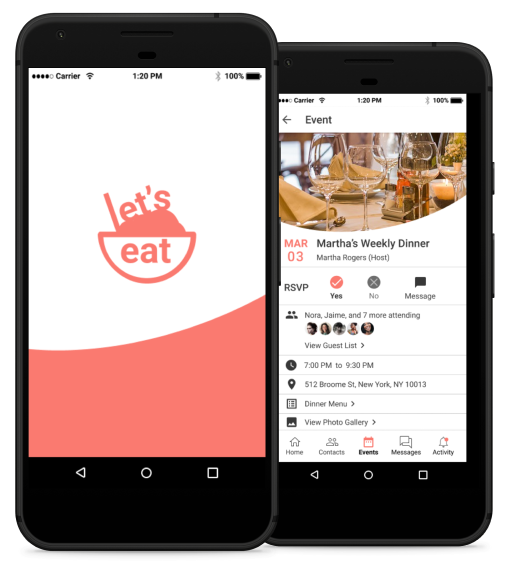 ●●●●○ Carrier 1:20 PM 100%
let's
eat
●●●○ Carrier 1:20 PM 100%
Event
MAR
03
Martha's Weekly Dinner
Martha Rogers (Host)
RSVP
Yes
No
Message
Nora, Jaime, and 7 more attending
View Guest List >
7:00 PM to 9:30 PM
512 Broome St, New York, NY 10013
Dinner Menu >
View Photo Gallery >
Home Contacts Events Messages Activity